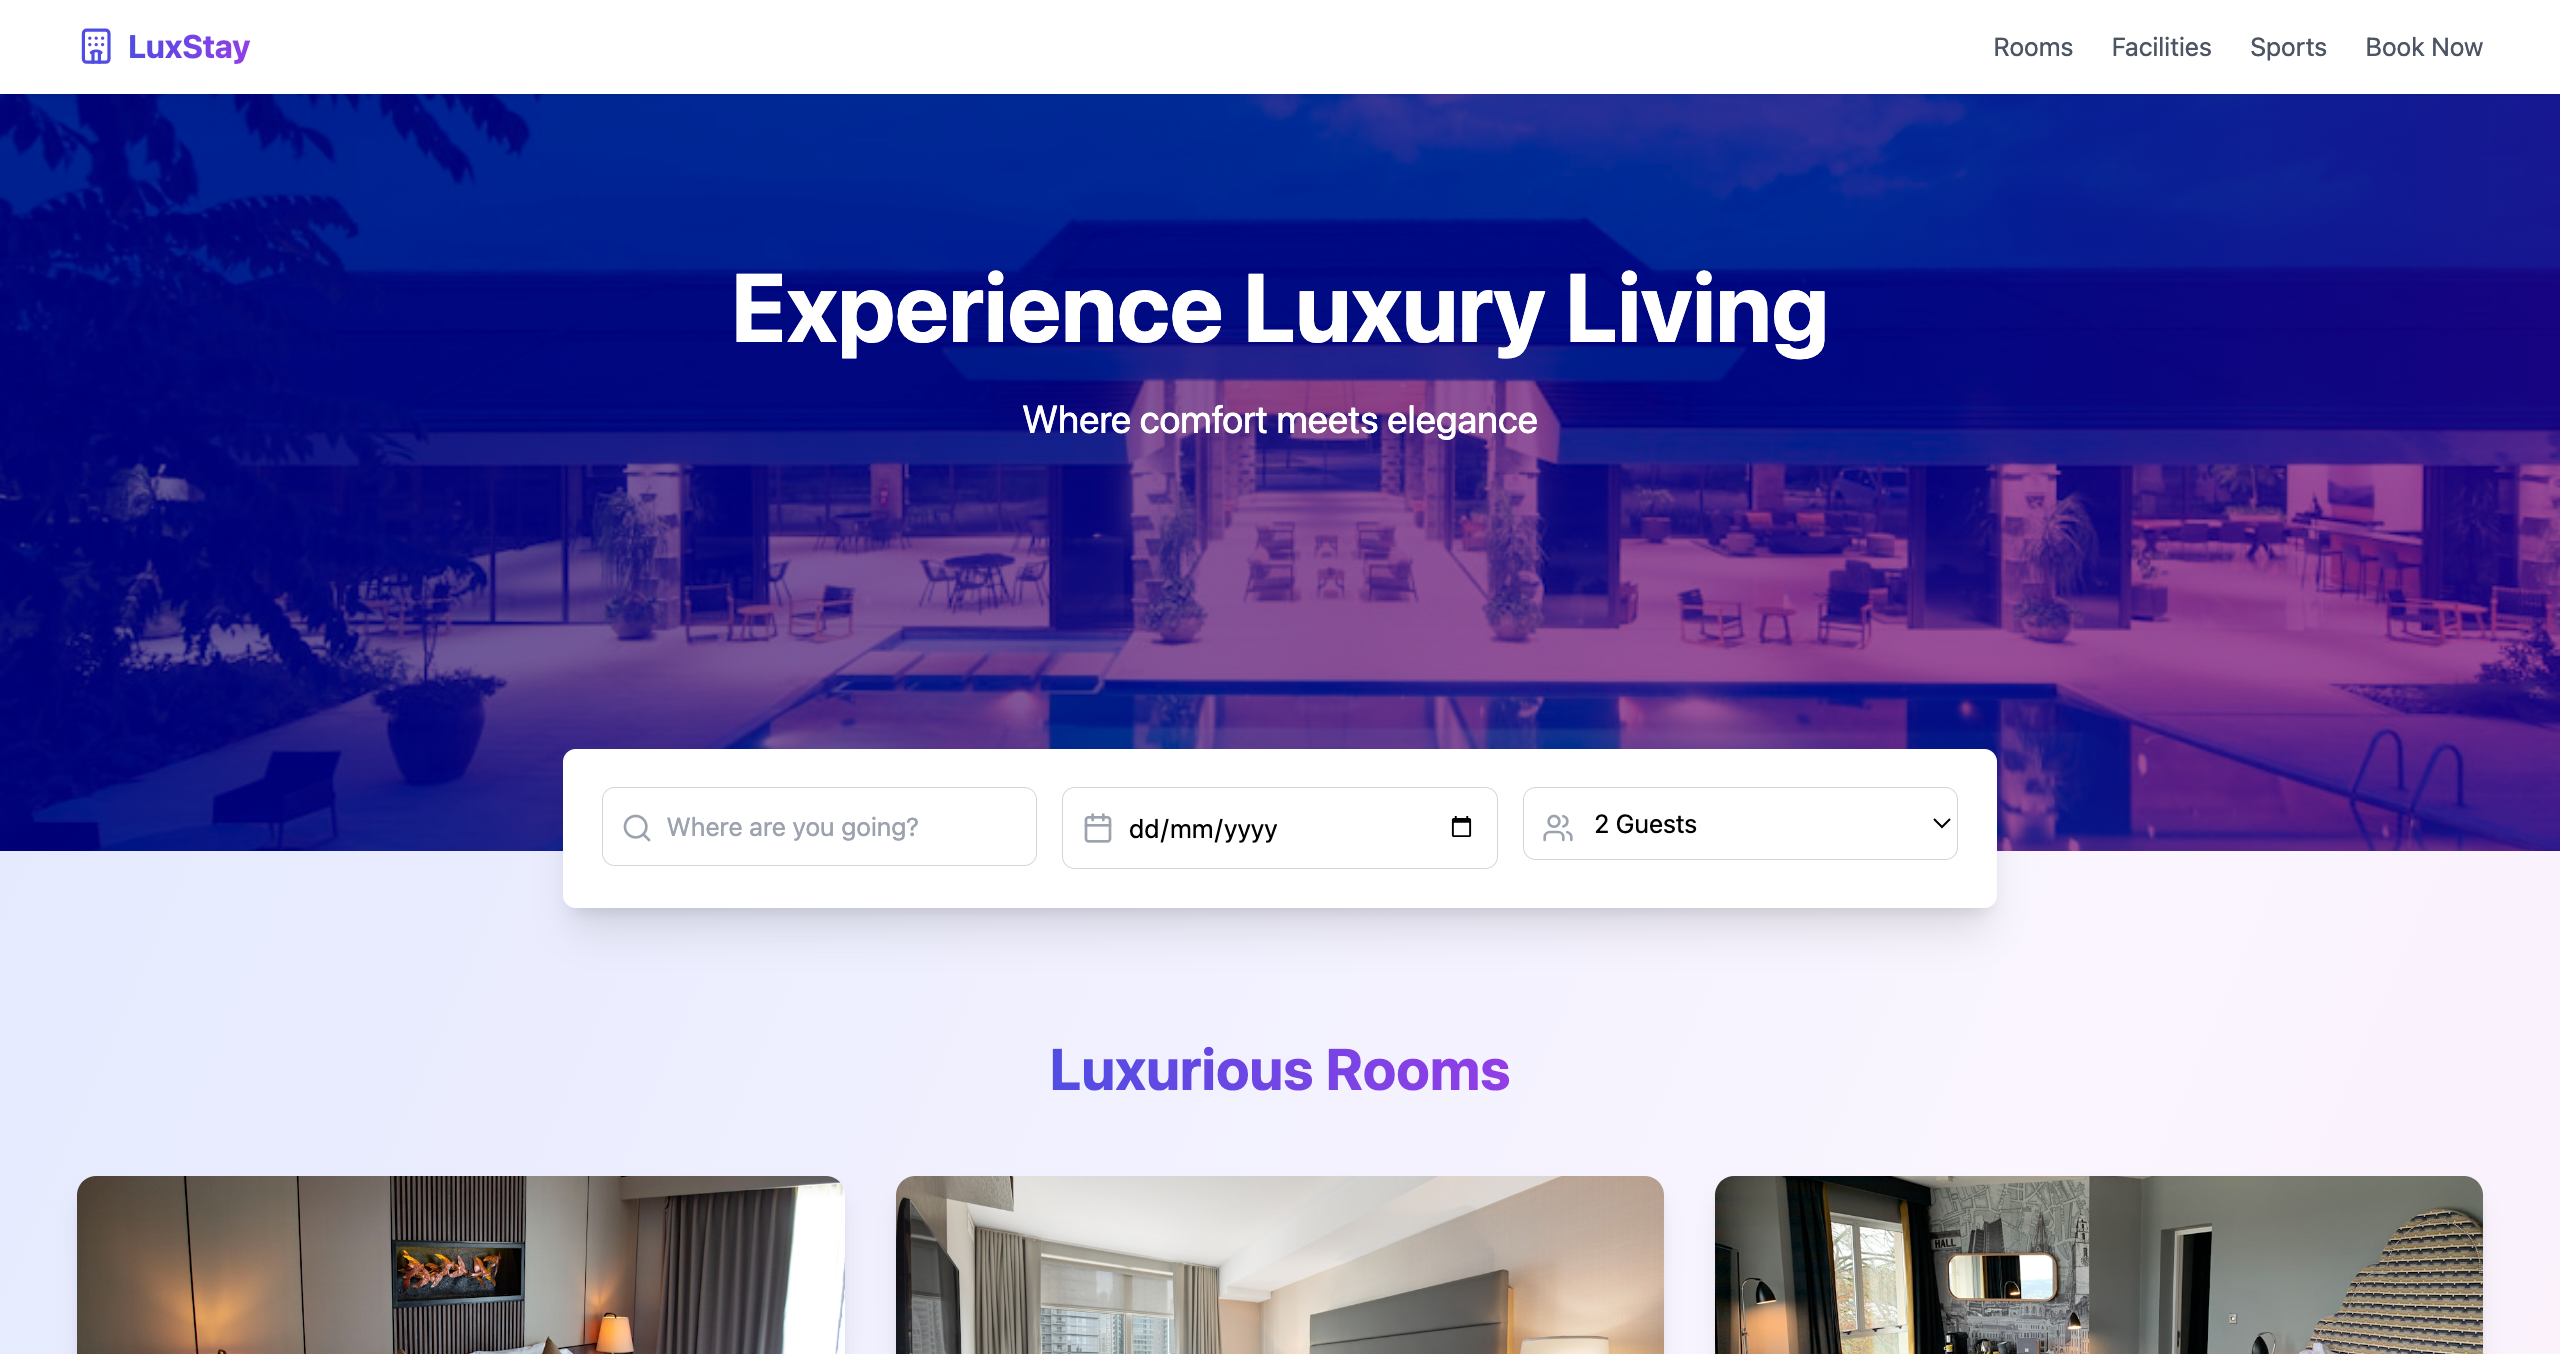 LuxStay
Rooms Facilities Sports Book Now
Experience Luxury Living
Where comfort meets elegance
Where are you going?
dd/mm/yyyy
2 Guests
Luxurious Rooms
HALL